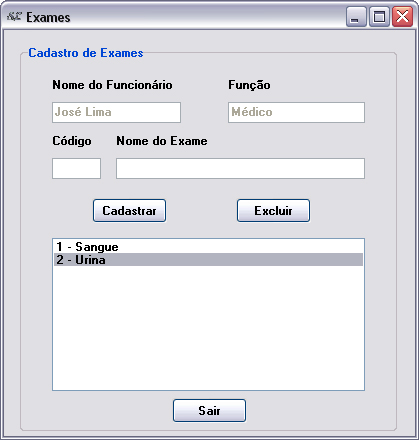 Exames
Cadastro de Exames
Nome do Funcionário Função
José Lima Médico
Código Nome do Exame
Cadastrar Excluir
1 - Sangue
2 - Urina
Sair